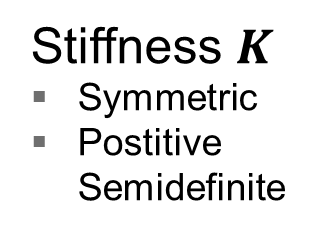 Stiffness K
▪ Symmetric
▪ Postitive
Semidefinite